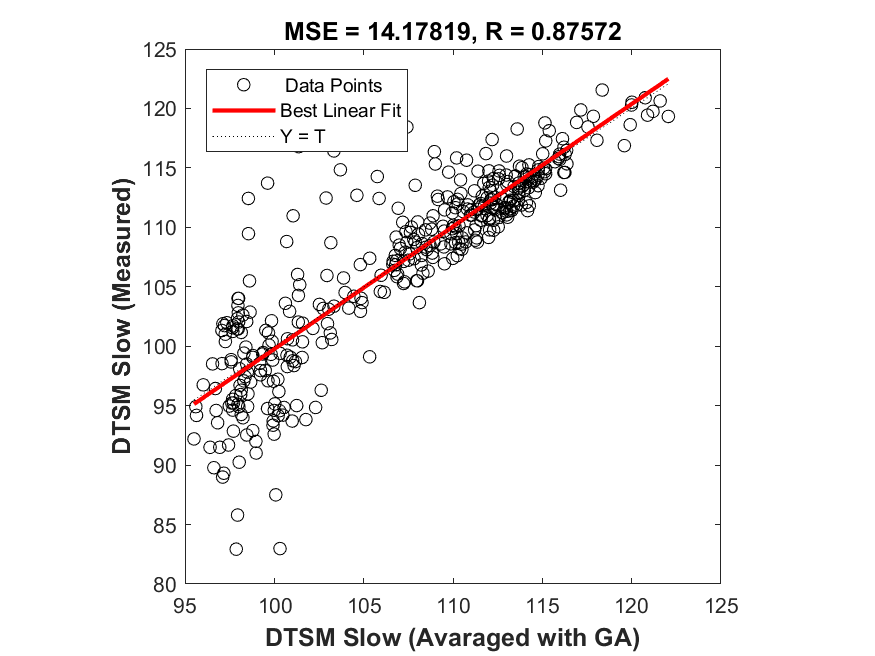 MSE = 14.17819, R = 0.87572
125
120
115
110
105
100
95
90
85
80
DTSM Slow (Measured)
Data Points
Best Linear Fit
Y = T
95 100 105 110 115 120 125
DTSM Slow (Avaraged with GA)